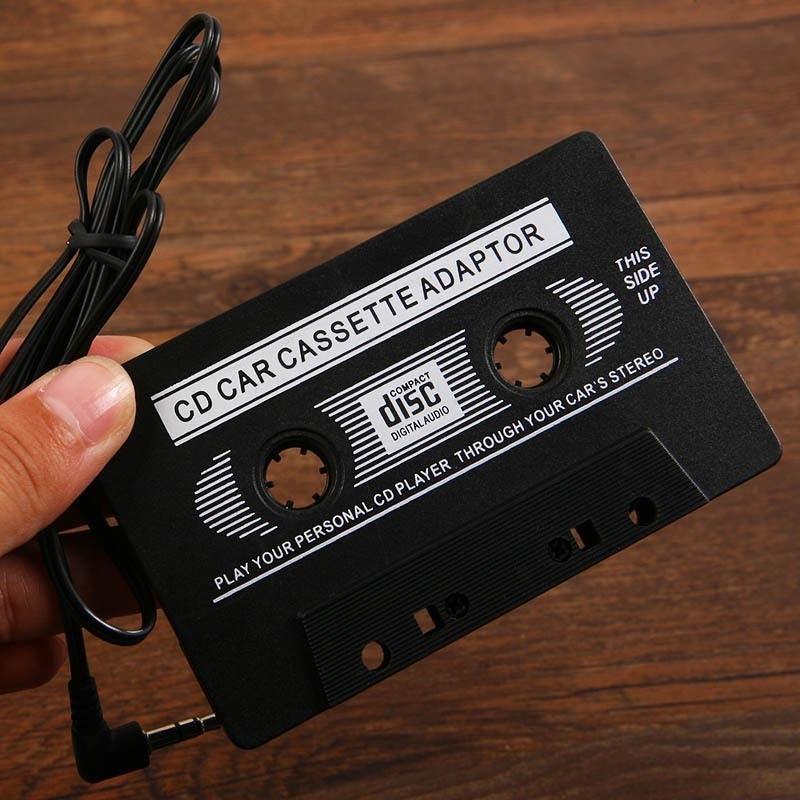 CD CAR CASSETTE ADAPTOR
THIS
SIDE
UP
COMPACT
disc
DIGITAL AUDIO
PLAY YOUR PERSONAL CD PLAYER THROUGH YOUR CAR'S STEREO